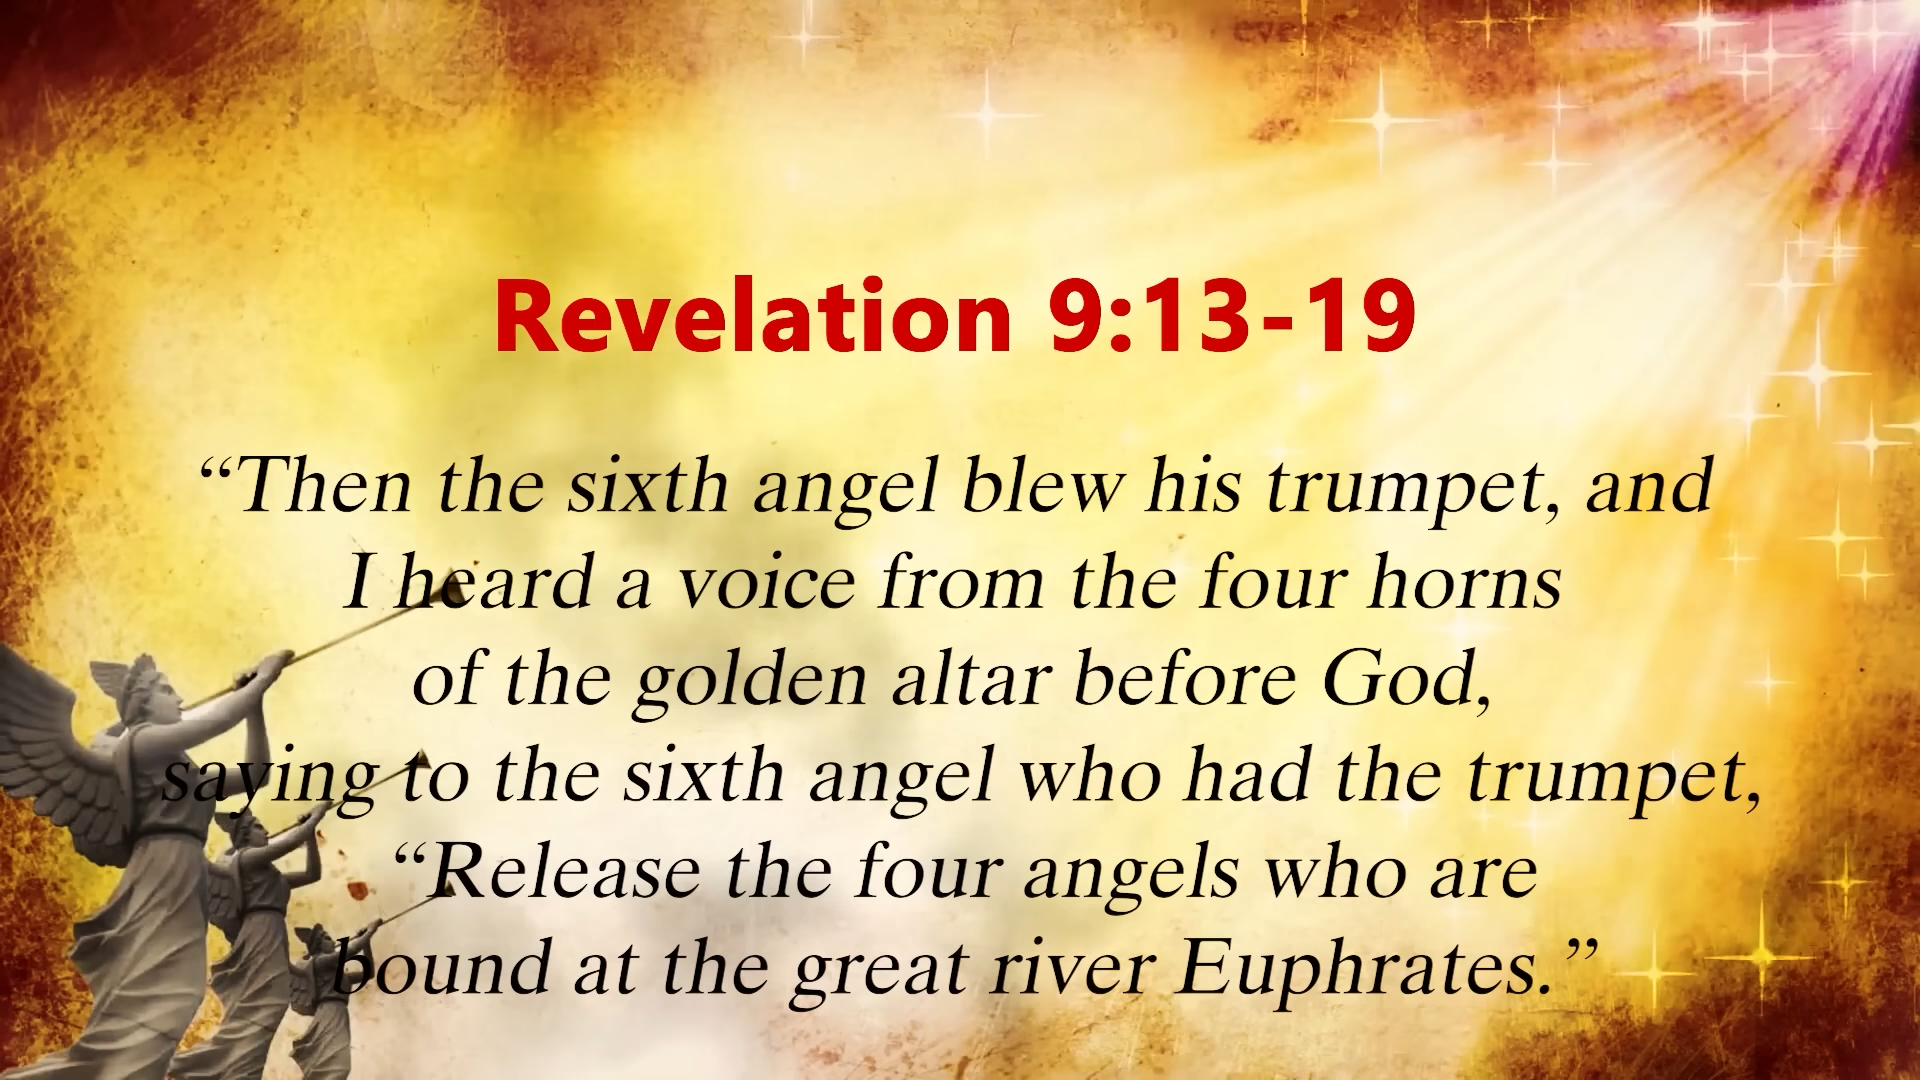 Revelation 9:13-19
“Then the sixth angel blew his trumpet, and
I heard a voice from the four horns
of the golden altar before God,
saying to the sixth angel who had the trumpet,
“Release the four angels who are
bound at the great river Euphrates.”